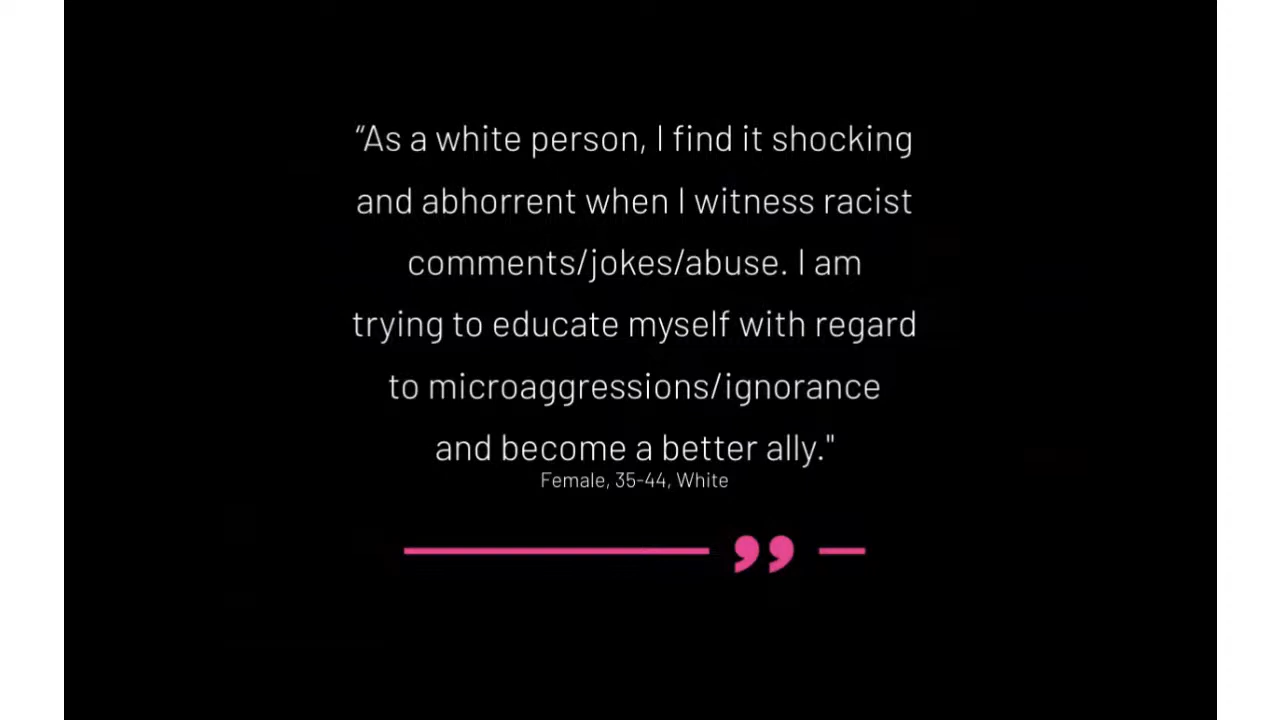 “As a white person, I find it shocking
and abhorrent when I witness racist
comments/jokes/abuse. I am
trying to educate myself with regard
to microaggressions/ignorance
and become a better ally."
Female, 35-44, White